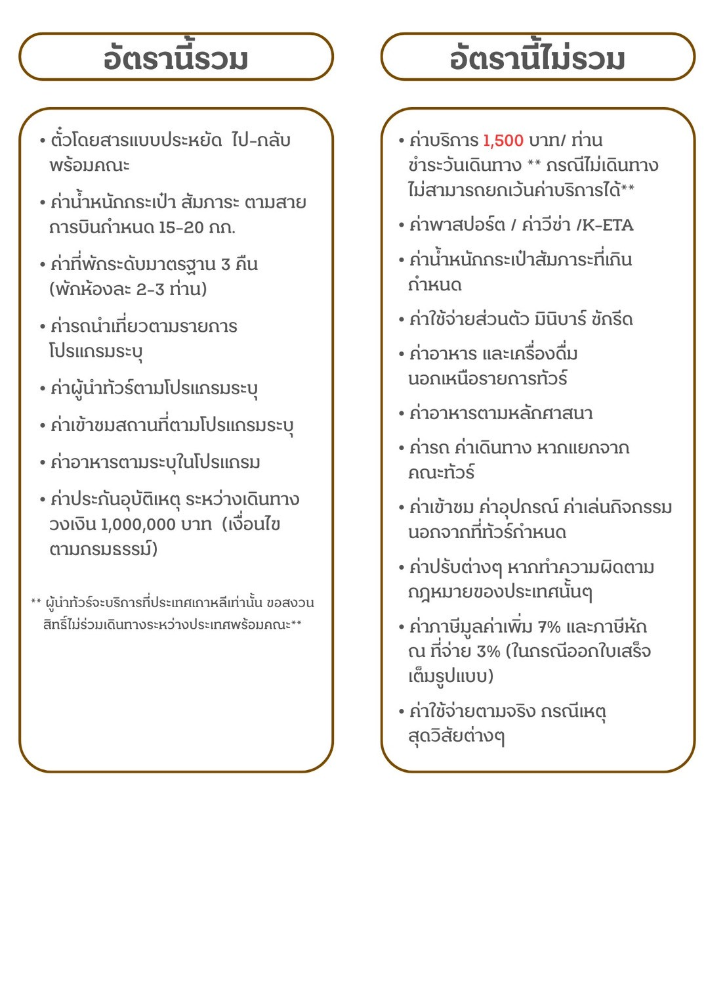 อัตรานี้รวม
• ตั๋วโดยสารแบบประหยัด ไป-กลับ
พร้อมคณะ
• ค่าน้ำหนักกระเป๋า สัมภาระ ตามสาย
การบินกำหนด 15-20 กก.
• ค่าที่พักระดับมาตรฐาน 3 คืน
(พักห้องละ 2-3 ท่าน)
• ค่ารถนำเที่ยวตามรายการ
โปรแกรมระบุ
• ค่าผู้นำทัวร์ตามโปรแกรมระบุ
• ค่าเข้าชมสถานที่ตามโปรแกรมระบุ
• ค่าอาหารตามระบุในโปรแกรม
• ค่าประกันอุบัติเหตุ ระหว่างเดินทาง
วงเงิน 1,000,000 บาท (เงื่อนไข
ตามกรมธรรม์)
** ผู้นำทัวร์จะบริการที่ประเทศเกาหลีเท่านั้น ขอสงวน
สิทธิ์ไม่ร่วมเดินทางระหว่างประเทศพร้อมคณะ**
อัตรานี้ไม่รวม
• ค่าบริการ 1,500 บาท/ ท่าน
ชำระวันเดินทาง ** กรณีไม่เดินทาง
ไม่สามารถยกเว้นค่าบริการได้**
• ค่าพาสปอร์ต / ค่าวีซ่า /K-ETA
• ค่าน้ำหนักกระเป๋าสัมภาระที่เกิน
กำหนด
• ค่าใช้จ่ายส่วนตัว มินิบาร์ ซักรีด
• ค่าอาหาร และเครื่องดื่ม
นอกเหนือรายการทัวร์
• ค่าอาหารตามหลักศาสนา
• ค่ารถ ค่าเดินทาง หากแยกจาก
คณะทัวร์
• ค่าเข้าชม ค่าอุปกรณ์ ค่าเล่นกิจกรรม
นอกจากที่ทัวร์กำหนด
• ค่าปรับต่างๆ หากทำความผิดตาม
กฎหมายของประเทศนั้นๆ
• ค่าภาษีมูลค่าเพิ่ม 7% และภาษีหัก
ณ ที่จ่าย 3% (ในกรณีออกใบเสร็จ
เต็มรูปแบบ)
• ค่าใช้จ่ายตามจริง กรณีเหตุ
สุดวิสัยต่างๆ